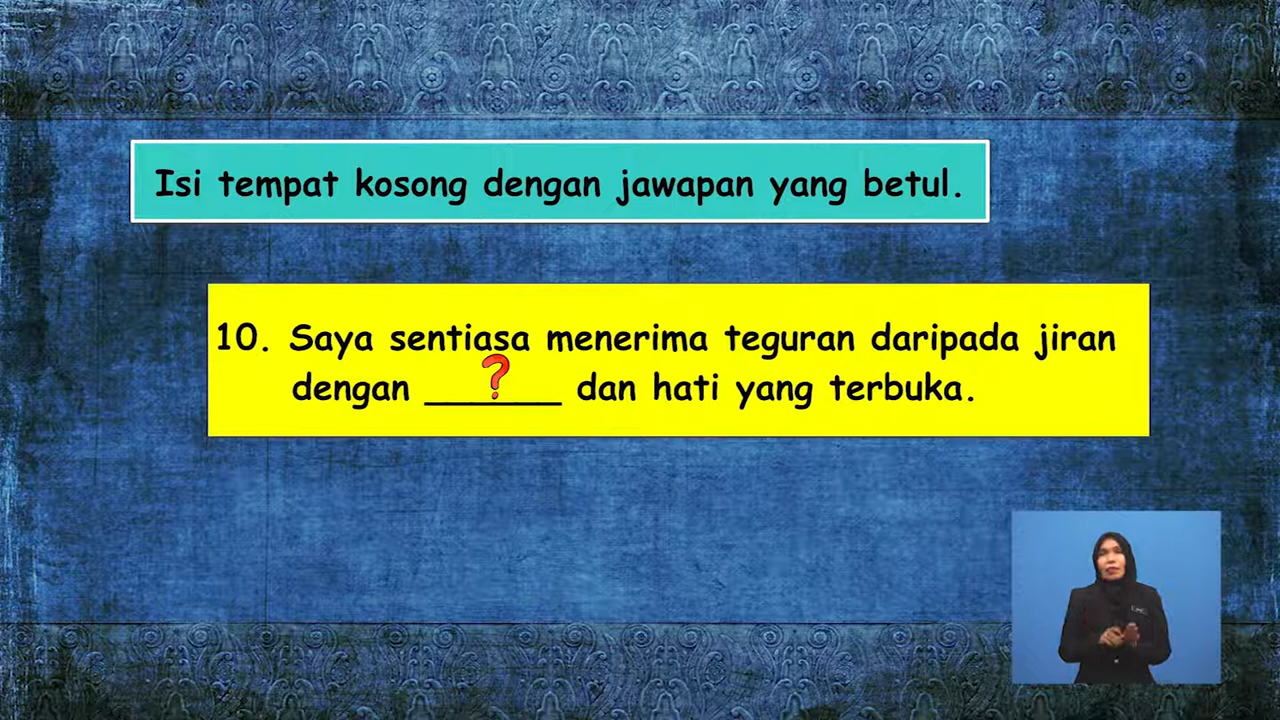 Isi tempat kosong dengan jawapan yang betul.
10. Saya sentiasa menerima teguran daripada jiran
dengan ______ dan hati yang terbuka.
?